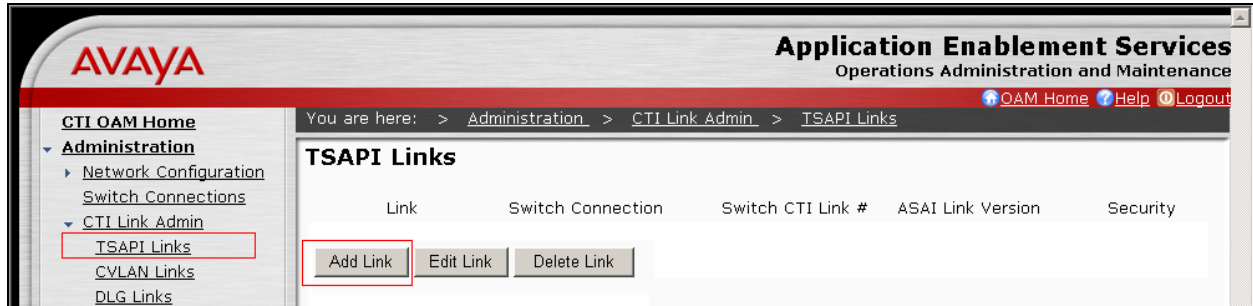 AVAYA
Application Enablement Services
Operations Administration and Maintenance
OAM Home ?Help Logout
CTI OAM Home
You are here: > Administration > CTI Link Admin > TSAPI Links
Administration
Network Configuration
Switch Connections
CTI Link Admin
TSAPI Links
CVLAN Links
DLG Links
TSAPI Links
Link Switch Connection Switch CTI Link # ASAI Link Version Security
Add Link Edit Link Delete Link